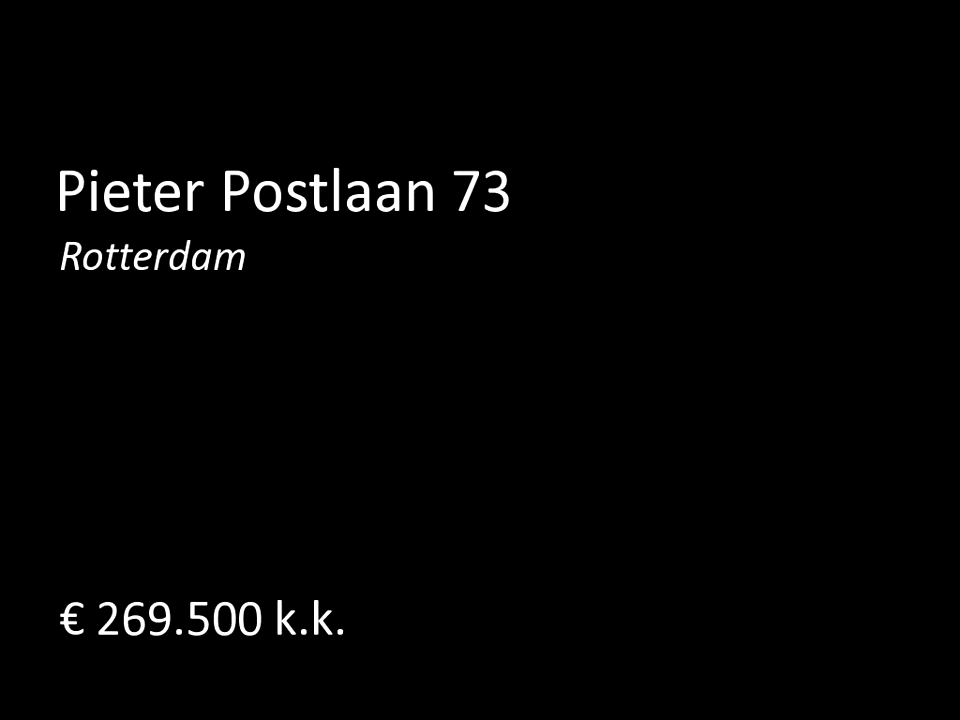 Pieter Postlaan 73
Rotterdam
€ 269.500 k.k.